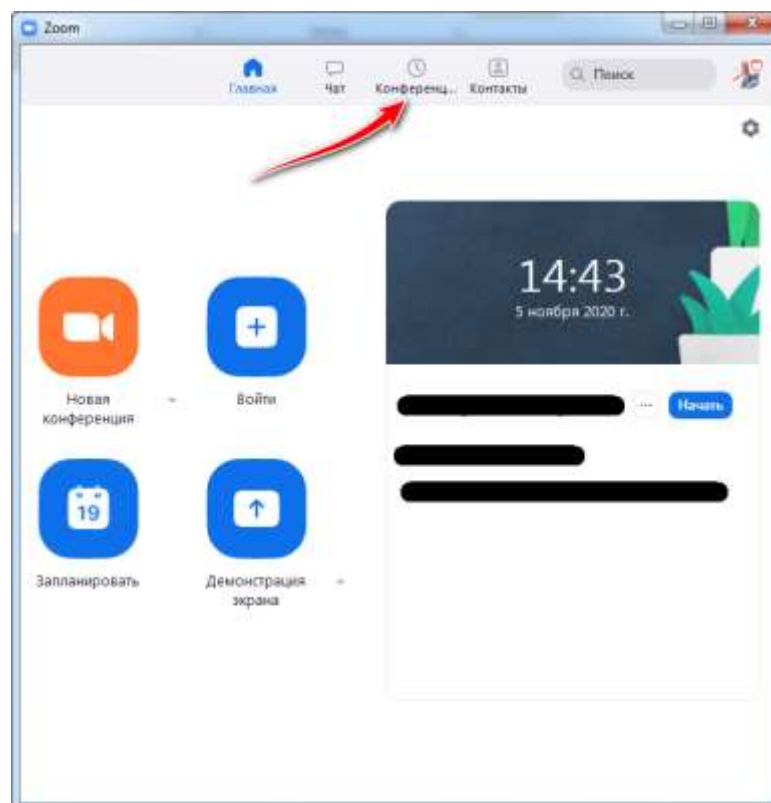 Zoom
Главная
Чат
Конференц...
Контакты
Поиск
14:43
5 ноября 2020 г.
Новая
конференция
Войти
...
Начать
19
Запланировать
Демонстрация
экрана